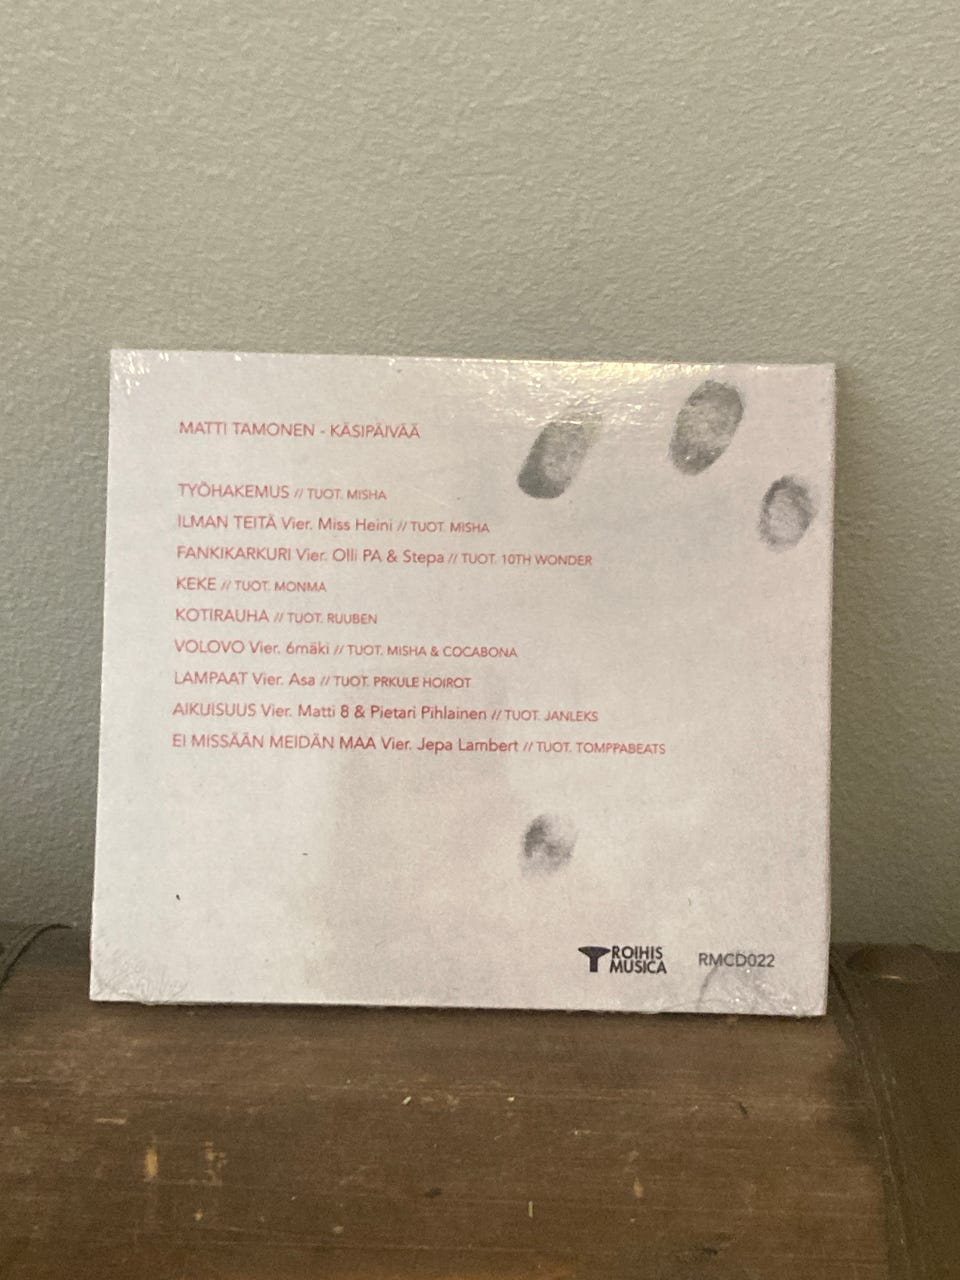 MATTI TAMONEN - KÄSIPÄIVÄÄ
TYÖHAKEMUS // TUOT. MISHA
ILMAN TEITÄ Vier. Miss Heini // TUOT. MISHA
FANKIKARKURI Vier. Olli PA & Stepa // TUOT. 10TH WONDER
KEKE // TUOT. MONMA
KOTIRAUHA // TUOT. RUUBEN
VOLOVO Vier. 6mäki // TUOT. MISHA & COCABONA
LAMPAAT Vier. Asa // TUOT. PRKULE HOIROT
AIKUISUUS Vier. Matti 8 & Pietari Pihlainen // TUOT. JANLEKS
EI MISSÄÄN MEIDÄN MAA Vier. Jepa Lambert // TUOT. TOMPPABEATS
ROIHIS
MUSICA
RMCD022